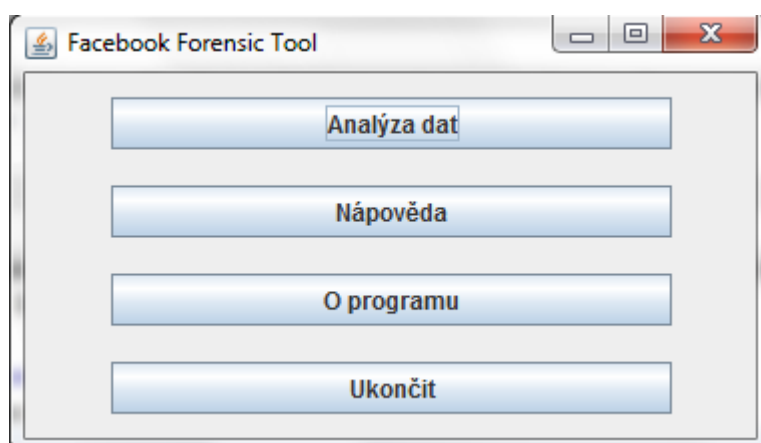 Facebook Forensic Tool
Analýza dat
Nápověda
O programu
Ukončit